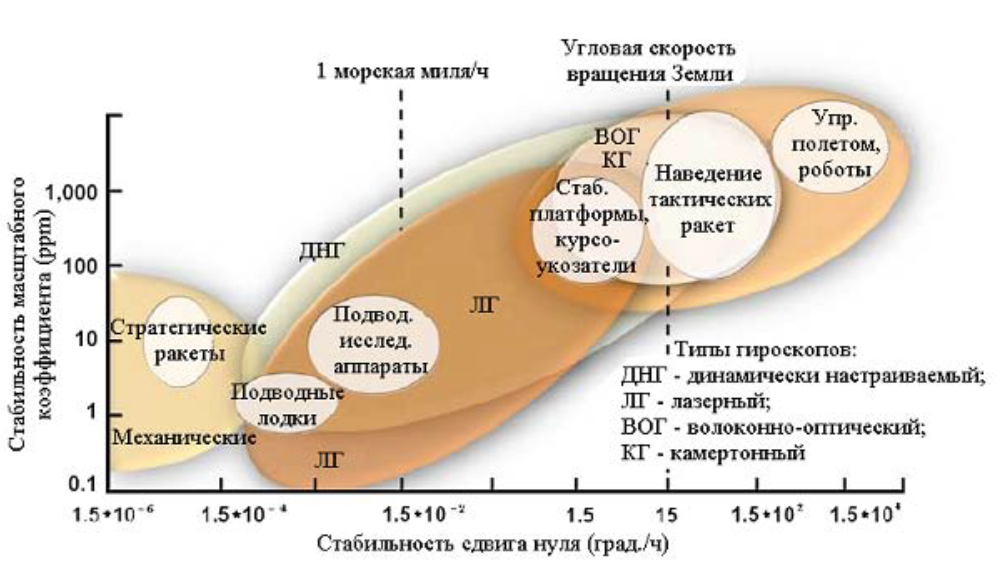 Угловая скорость
вращения Земли
1 морская миля/ч
Упр.
полетом,
роботы
ВОГ
КГ
Наведение
тактических
ракет
Стаб.
платформы,
курсо-
укозатели
ДНГ
ЛГ
Подвод.
исслед.
аппараты
Стратегические
ракеты
Подводные
лодки
Механические
ЛГ
Типы гироскопов:
ДНГ - динамически настраиваемый;
ЛГ - лазерный;
ВОГ - волоконно-оптический;
КГ - камертонный
Стабильность масштабного
коэффициента (ppm)
1,000
100
10
1
0.1
1.5*10⁻⁶
1.5*10⁻⁴
1.5*10⁻²
1.5
15
1.5*10²
1.5*10⁴
Стабильность сдвига нуля (град./ч)